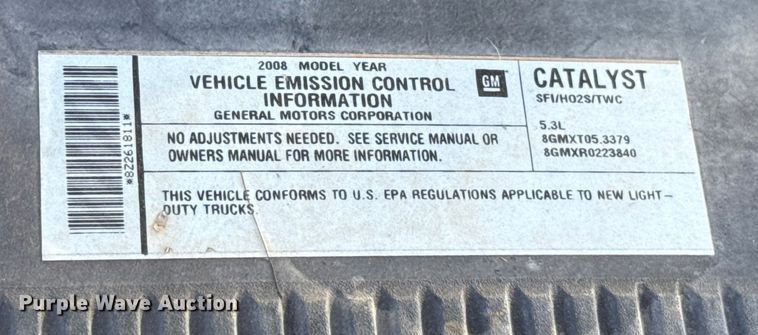 2008 MODEL YEAR
VEHICLE EMISSION CONTROL
INFORMATION
GENERAL MOTORS CORPORATION
GM
CATALYST
SFI/HO2S/TWC
5.3L
8GMXT05.3379
8GMXR0223840
*8Z261811*
NO ADJUSTMENTS NEEDED. SEE SERVICE MANUAL OR
OWNERS MANUAL FOR MORE INFORMATION.
THIS VEHICLE CONFORMS TO U.S. EPA REGULATIONS APPLICABLE TO NEW LIGHT-
DUTY TRUCKS.
Purple Wave Auction